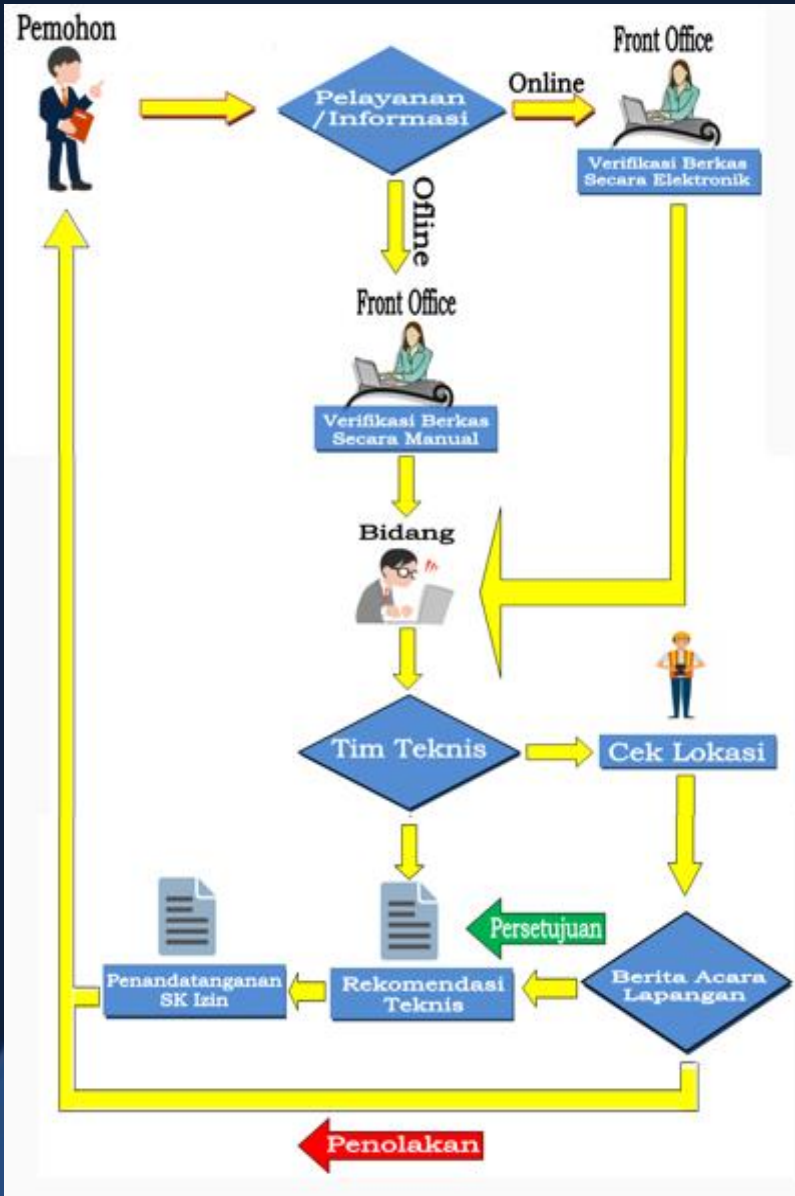 Pemohon
Pelayanan
/Informasi
Online
Front Office
Verifikasi Berkas
Secara Elektronik
Ofline
Front Office
Verifikasi Berkas
Secara Manual
Bidang
Tim Teknis
Cek Lokasi
Persetujuan
Berita Acara
Lapangan
Rekomendasi
Teknis
Penandatanganan
SK Izin
Penolakan